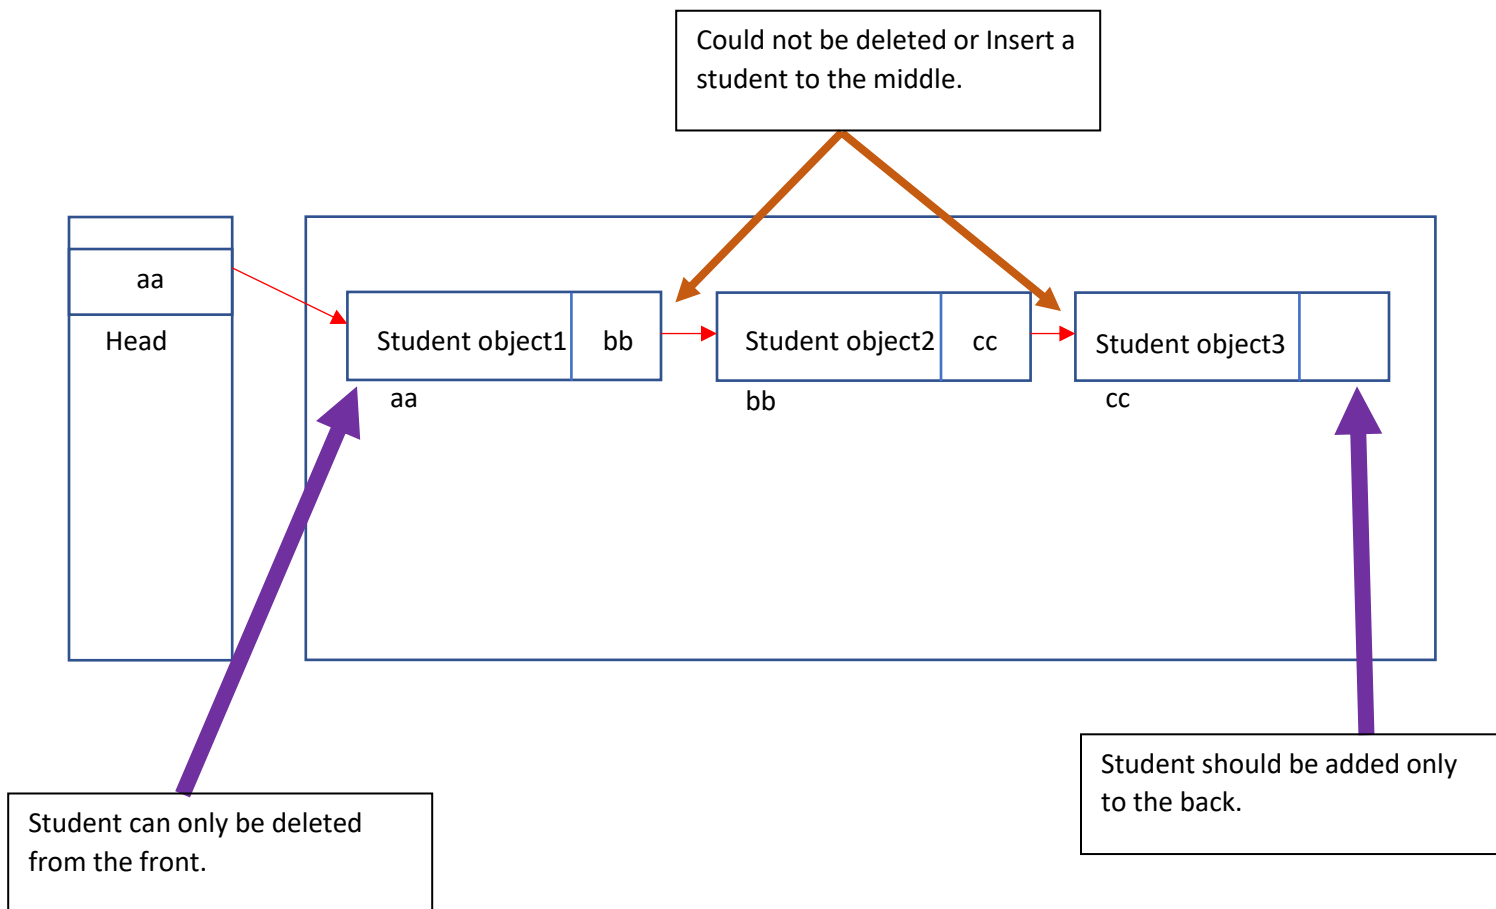 Could not be deleted or Insert a
student to the middle.
aa
Head
Student object1
bb
aa
Student object2
cc
bb
Student object3
cc
Student can only be deleted
from the front.
Student should be added only
to the back.